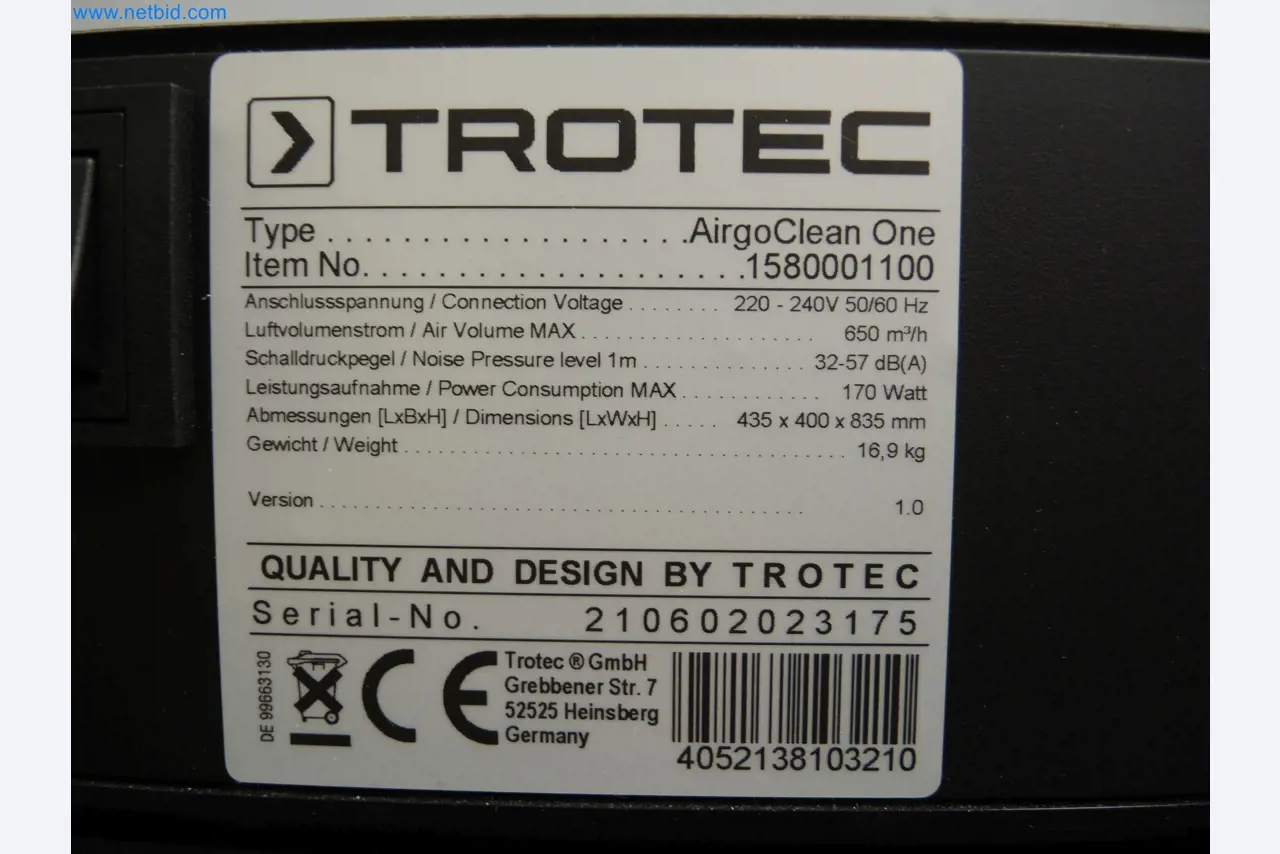 www.netbid.com
TROTEC
Type . . . . . . . . . . . . . . . . . . . .AirgoClean One
Item No. . . . . . . . . . . . . . . . . . . . .1580001100
Anschlussspannung / Connection Voltage . . . . . . . . 220 - 240V 50/60 Hz
Luftvolumenstrom / Air Volume MAX . . . . . . . . . . . . . . . . . . . . . 650 m³/h
Schalldruckpegel / Noise Pressure level 1m . . . . . . . . . . . . . . 32-57 dB(A)
Leistungsaufnahme / Power Consumption MAX . . . . . . . . . . . . 170 Watt
Abmessungen [LxBxH] / Dimensions [LxWxH] . . . . . 435 x 400 x 835 mm
Gewicht / Weight . . . . . . . . . . . . . . . . . . . . . . . . . . . . . . . . . . . . 16,9 kg
Version . . . . . . . . . . . . . . . . . . . . . . . . . . . . . . . . . . . . . . 1.0
QUALITY AND DESIGN BY TROTEC
Serial-No. 210602023175
DE 99663130
CE
Trotec ® GmbH
Grebbener Str. 7
52525 Heinsberg
Germany
4052138103210